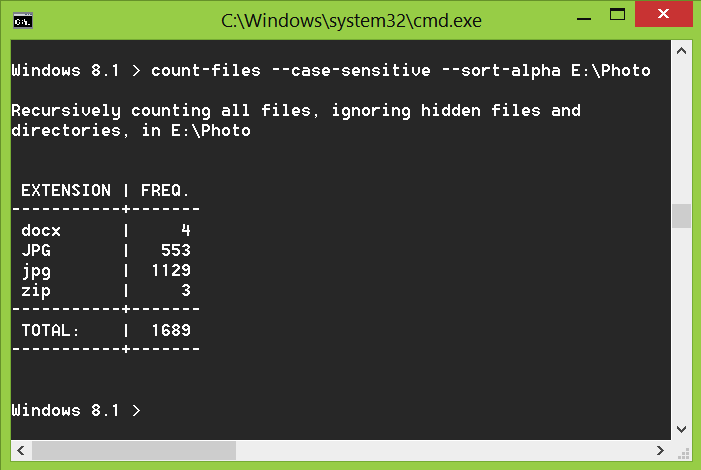 C:\Windows\system32\cmd.exe
Windows 8.1 > count-files --case-sensitive --sort-alpha E:\Photo
Recursively counting all files, ignoring hidden files and
directories, in E:\Photo
EXTENSION | FREQ.
-----------+-------
docx | 4
JPG | 553
jpg | 1129
zip | 3
-----------+-------
TOTAL: | 1689
-----------+-------
Windows 8.1 >